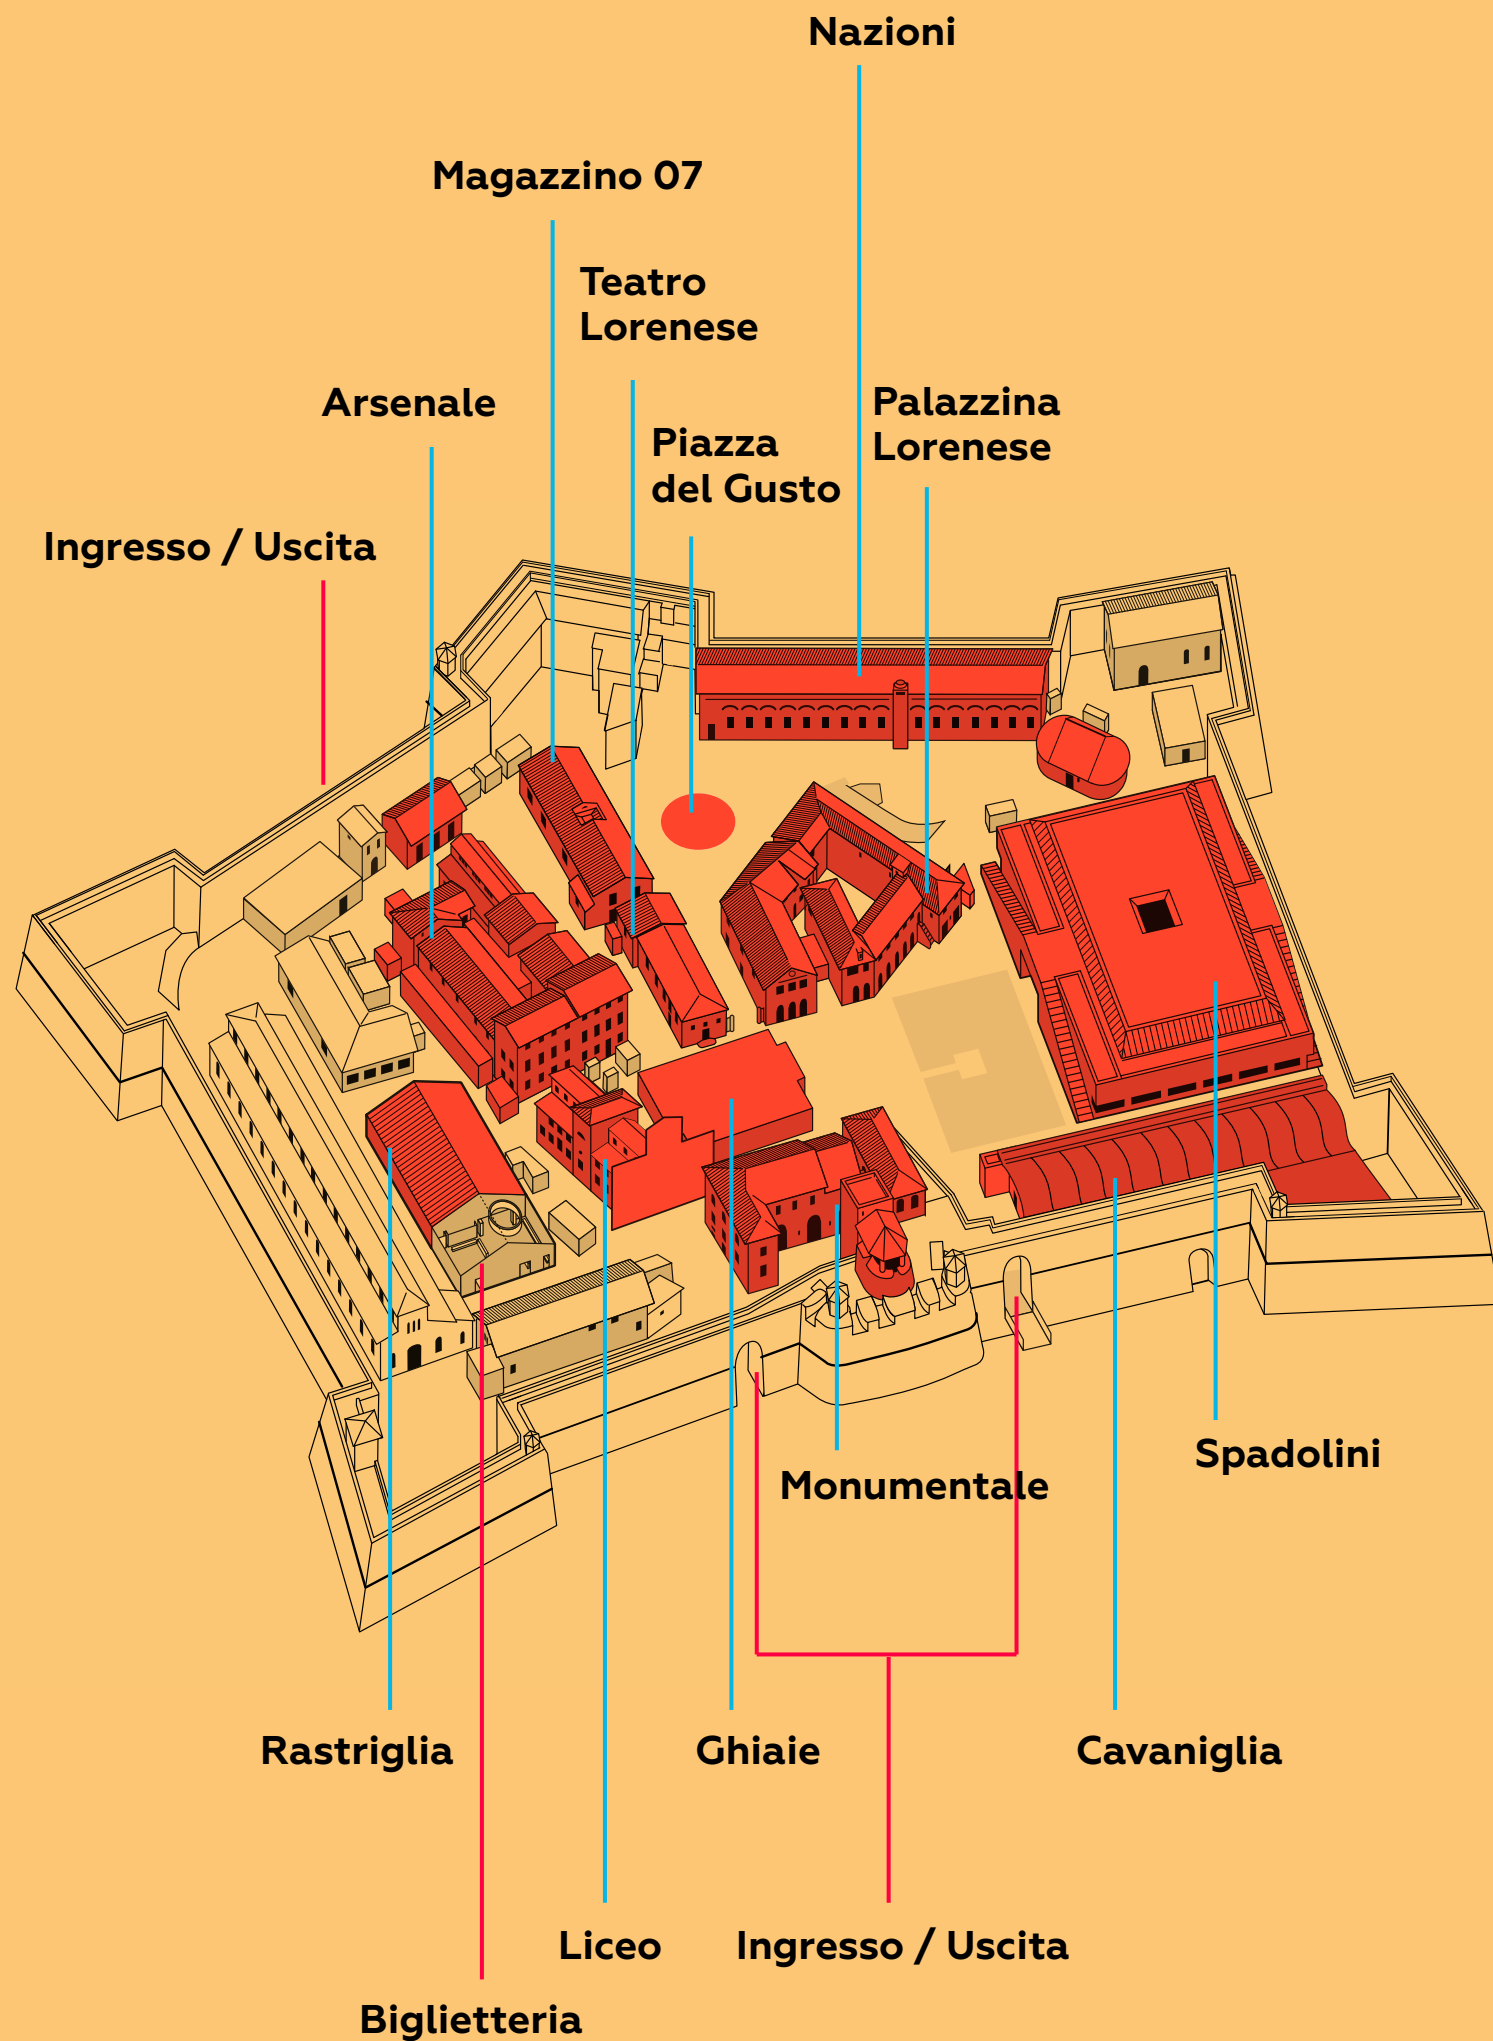 Nazioni
Magazzino 07
Teatro
Lorenese
Arsenale
Palazzina
Lorenese
Piazza
del Gusto
Ingresso / Uscita
Spadolini
Monumentale
Rastriglia
Ghiaie
Cavaniglia
Liceo
Ingresso / Uscita
Biglietteria